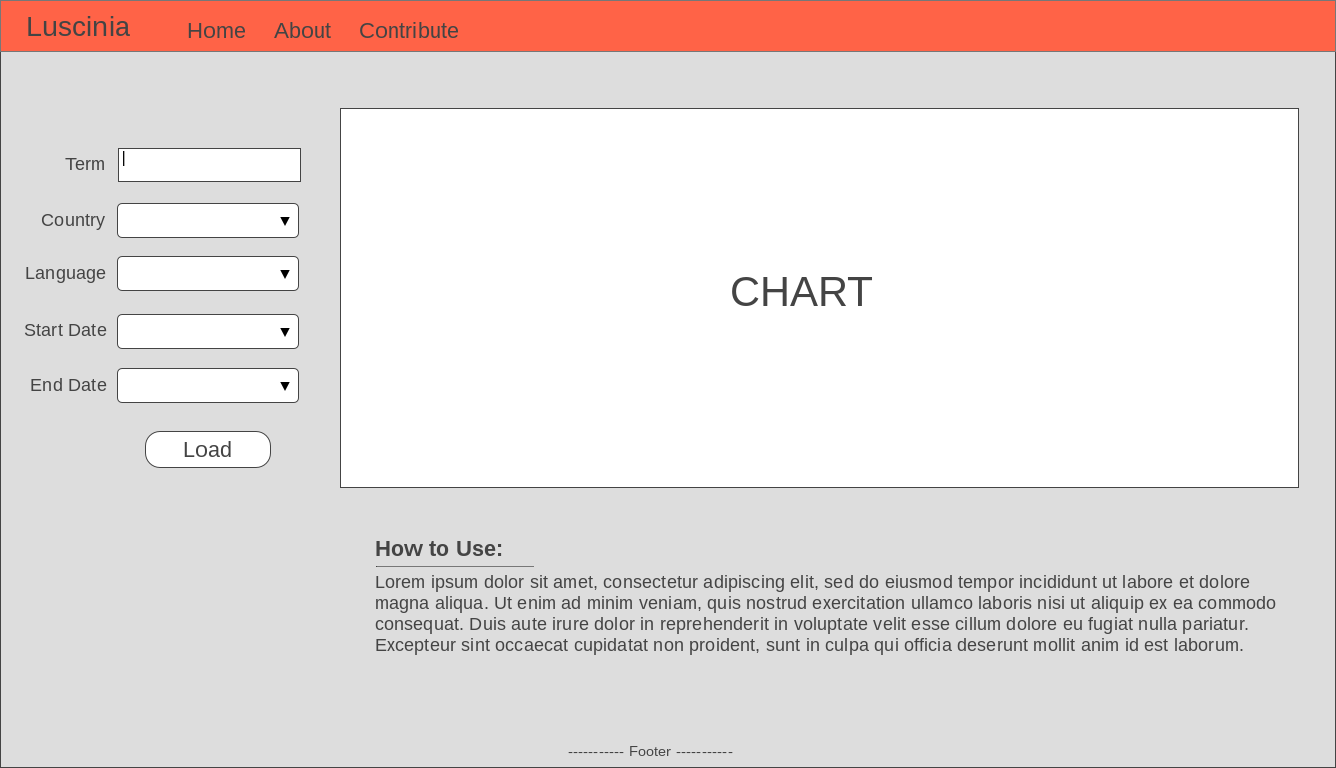 Luscinia Home About Contribute
Term
Country
Language
Start Date
End Date
Load
CHART
How to Use:
Lorem ipsum dolor sit amet, consectetur adipiscing elit, sed do eiusmod tempor incididunt ut labore et dolore
magna aliqua. Ut enim ad minim veniam, quis nostrud exercitation ullamco laboris nisi ut aliquip ex ea commodo
consequat. Duis aute irure dolor in reprehenderit in voluptate velit esse cillum dolore eu fugiat nulla pariatur.
Excepteur sint occaecat cupidatat non proident, sunt in culpa qui officia deserunt mollit anim id est laborum.
----------- Footer -----------